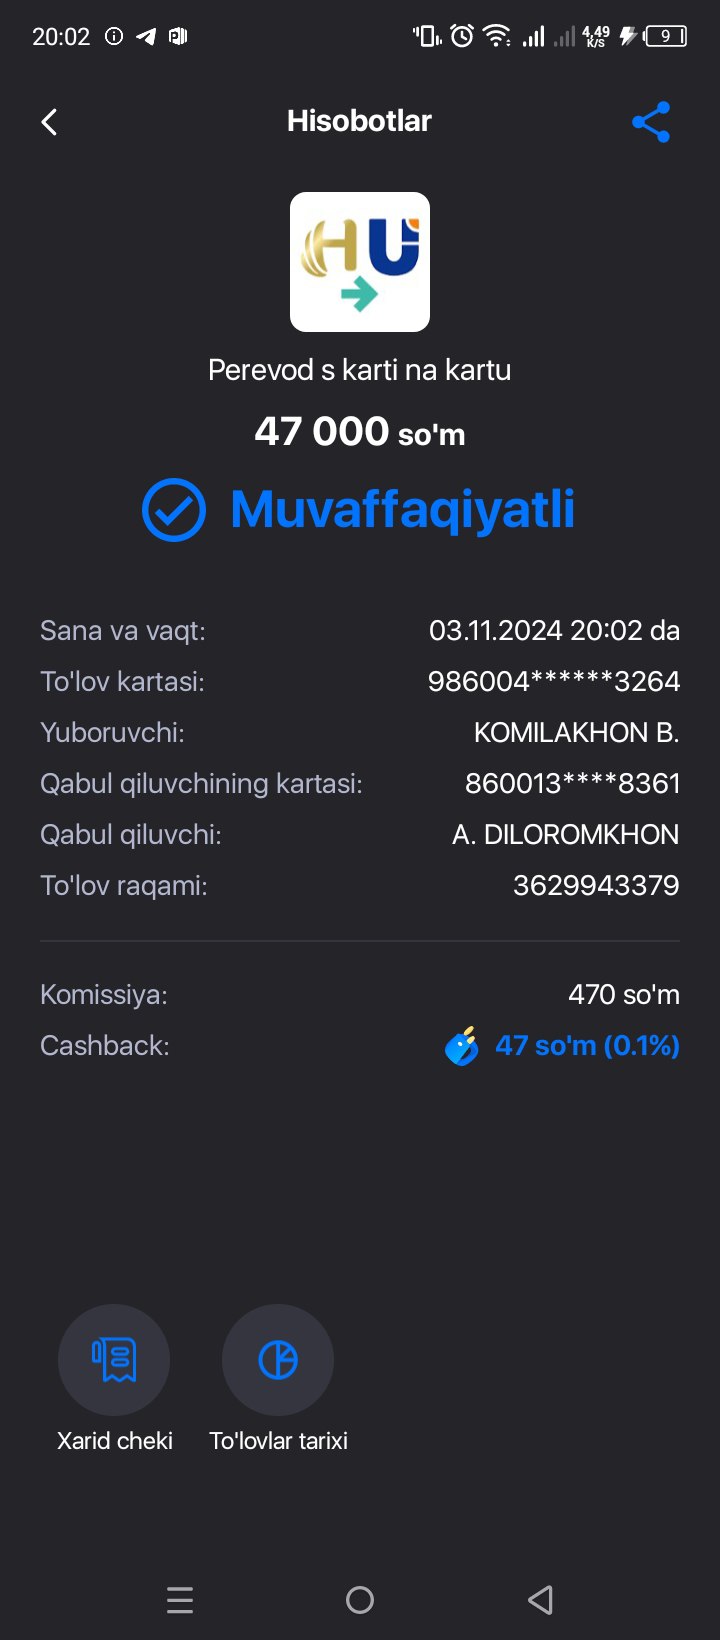 20:02 4,49 K/S 9
Hisobotlar
HU
Perevod s karti na kartu
47 000 so'm
Muvaffaqiyatli
Sana va vaqt: 03.11.2024 20:02 da
To'lov kartasi: 986004******3264
Yuboruvchi: KOMILAKHON B.
Qabul qiluvchining kartasi: 860013****8361
Qabul qiluvchi: A. DILOROMKHON
To'lov raqami: 3629943379
Komissiya: 470 so'm
Cashback: 47 so'm (0.1%)
Xarid cheki To'lovlar tarixi